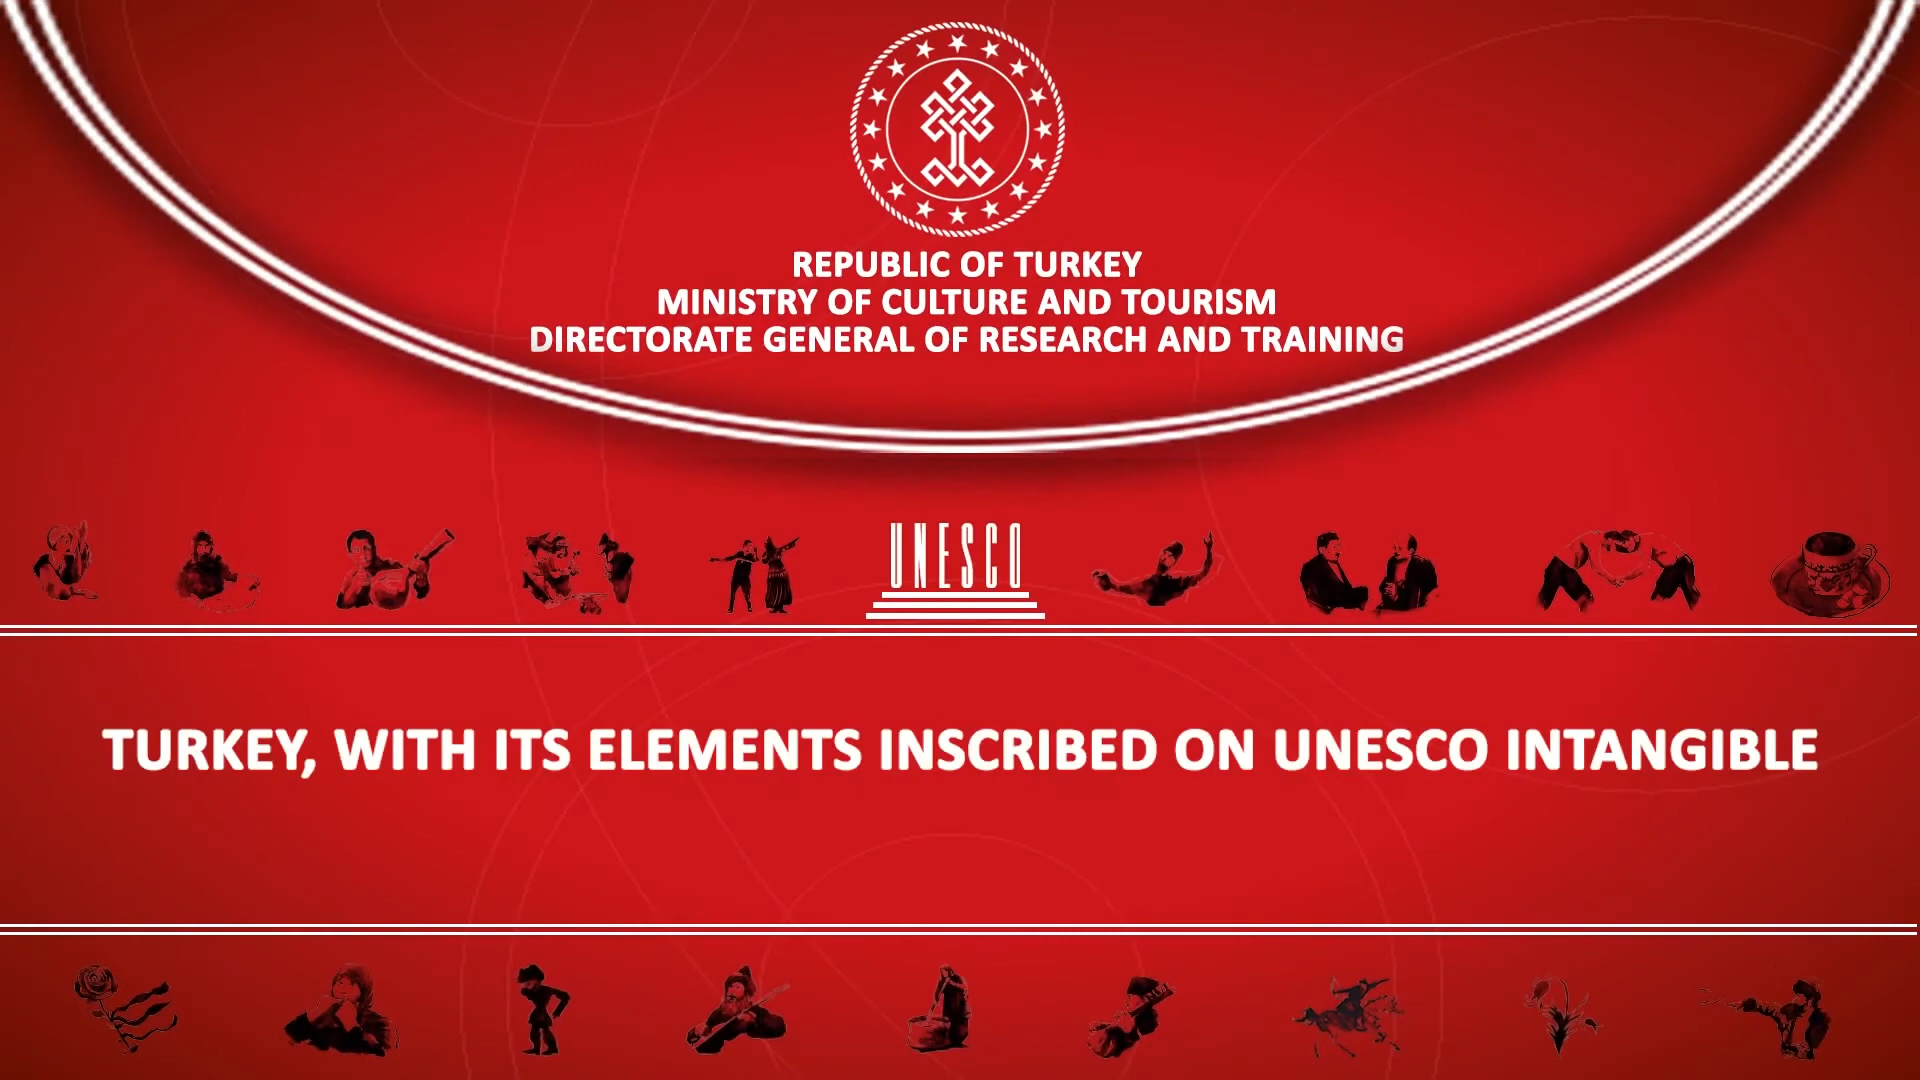 REPUBLIC OF TURKEY
MINISTRY OF CULTURE AND TOURISM
DIRECTORATE GENERAL OF RESEARCH AND TRAINING
UNESCO
TURKEY, WITH ITS ELEMENTS INSCRIBED ON UNESCO INTANGIBLE